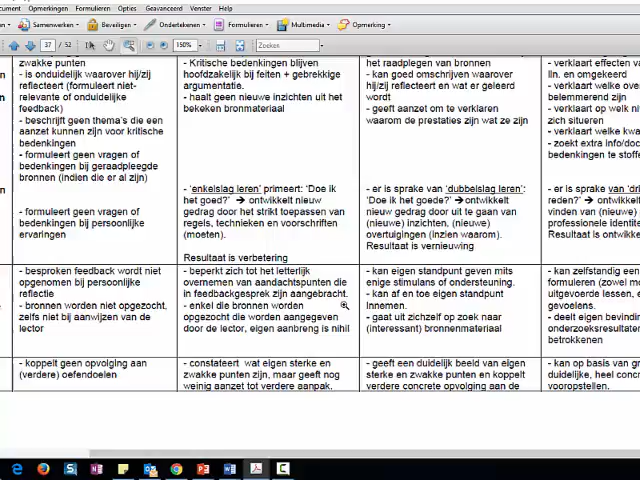 ocument Opmerkingen Formulieren Opties Geavanceerd Venster Help
Samenwerken Beveiligen Ondertekenen Formulieren Multimedia Opmerking
37 / 52 150% Zoeken
zwakke punten
- is onduidelijk waarover hij/zij
reflecteert (formuleert niet-
relevante of onduidelijke
feedback)
- beschrijft geen thema's die een
aanzet kunnen zijn voor kritische
bedenkingen
- formuleert geen vragen of
bedenkingen bij geraadpleegde
bronnen (indien die er al zijn)
- formuleert geen vragen of
bedenkingen bij persoonlijke
ervaringen
- Kritische bedenkingen blijven
hoofdzakelijk bij feiten + gebrekkige
argumentatie.
- haalt geen nieuwe inzichten uit het
bekeken bronmateriaal
- 'enkelslag leren' primeert: 'Doe ik
het goed?' ➔ ontwikkelt nieuw
gedrag door het strikt toepassen van
regels, technieken en voorschriften
(moeten).
Resultaat is verbetering
het raadplegen van bronnen
- kan goed omschrijven waarover
hij/zij reflecteert en wat er geleerd
wordt
- geeft aanzet om te verklaren
waarom de prestaties zijn wat ze zijn
- er is sprake van 'dubbelslag leren':
'Doe ik het goede?' ➔ontwikkelt
nieuw gedrag door uit te gaan van
(nieuwe) inzichten, (nieuwe)
overtuigingen (inzien waarom).
Resultaat is vernieuwing
- verklaart effecten va
lln. en omgekeerd
- verklaart welke over
belemmerend zijn
- verklaart op welk niv
zich situeren
- verklaart welke kwa
- zoekt extra info/doc
bedenkingen te stoffe
- er is sprake van 'dri
reden?' ➔ ontwikkelt
vinden van (nieuwe)
professionele identite
Resultaat is ontwikke
- besproken feedback wordt niet
opgenomen bij persoonlijke
reflectie
- bronnen worden niet opgezocht,
zelfs niet bij aanwijzen van de
lector
- beperkt zich tot het letterlijk
overnemen van aandachtspunten die
in feedbackgesprek zijn aangebracht.
- enkel die bronnen worden
opgezocht die worden aangegeven
door de lector, eigen aanbreng is nihil
- kan eigen standpunt geven mits
enige stimulans of ondersteuning.
- kan af en toe eigen standpunt
Innemen.
- gaat uit zichzelf op zoek naar
(interessant) bronnenmateriaal
- kan zelfstandig een
formuleren (zowel mo
uitgevoerde lessen, e
gevoelens.
- deelt eigen bevindin
onderzoeksresultaten
betrokkenen
- koppelt geen opvolging aan
(verdere) oefendoelen
- constateert wat eigen sterke en
zwakke punten zijn, maar geeft nog
weinig aanzet tot verdere aanpak.
- geeft een duidelijk beeld van eigen
sterke en zwakke punten en koppelt
verdere concrete opvolging aan de
- kan op basis van gr
duidelijke, heel concr
vooropstellen.